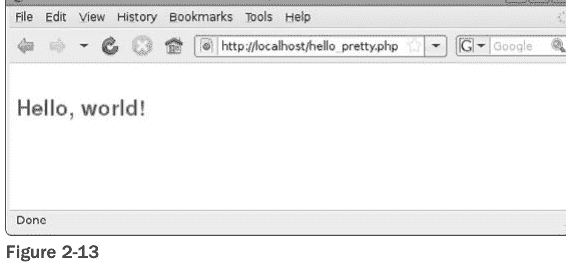 File Edit View History Bookmarks Tools Help
http://localhost/hello_pretty.php G Google
Hello, world!
Done
Figure 2-13